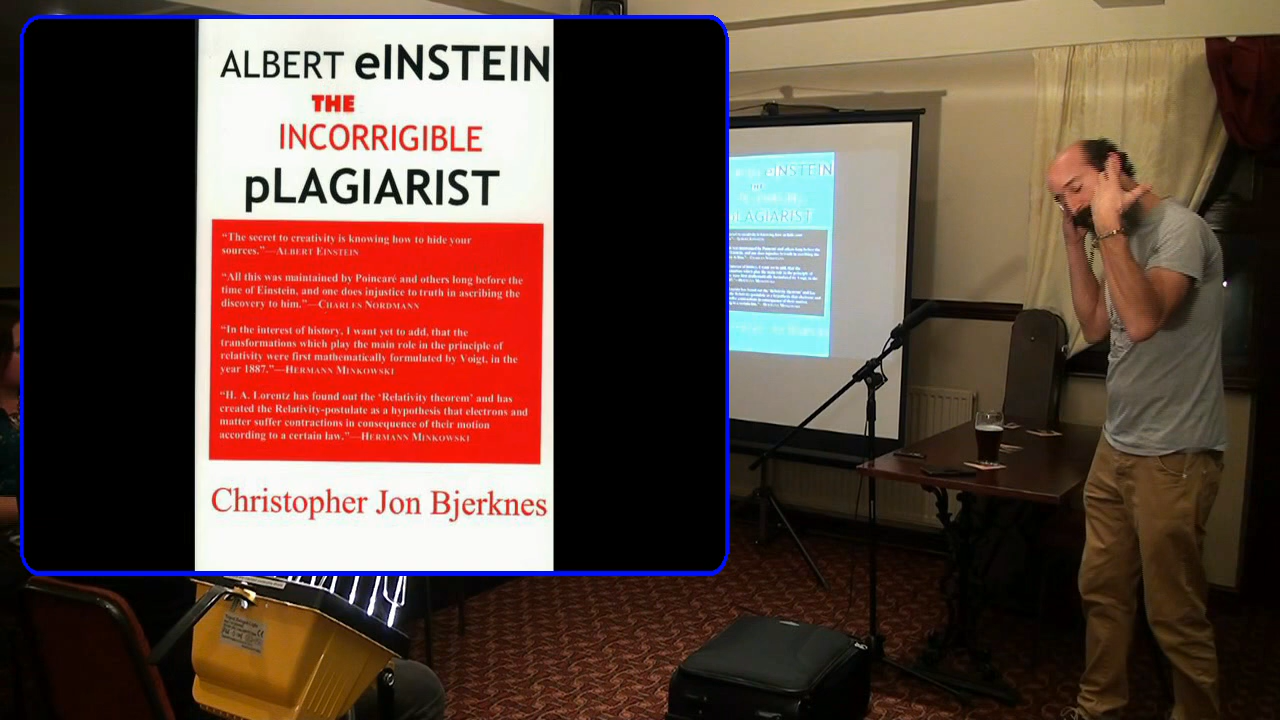 ALBERT eINSTEIN
THE
INCORRIGIBLE
pLAGIARIST
“The secret to creativity is knowing how to hide your
sources.”—ALBERT EINSTEIN
“All this was maintained by Poincaré and others long before the
time of Einstein, and one does injustice to truth in ascribing the
discovery to him.”—CHARLES NORDMANN
“In the interest of history, I want yet to add, that the
transformations which play the main role in the principle of
relativity were first mathematically formulated by Voigt, in the
year 1887.”—HERMANN MINKOWSKI
“H. A. Lorentz has found out the ‘Relativity theorem’ and has
created the Relativity-postulate as a hypothesis that electrons and
matter suffer contractions in consequence of their motion
according to a certain law.”—HERMANN MINKOWSKI
Christopher Jon Bjerknes
eINSTEIN
pLAGIARIST